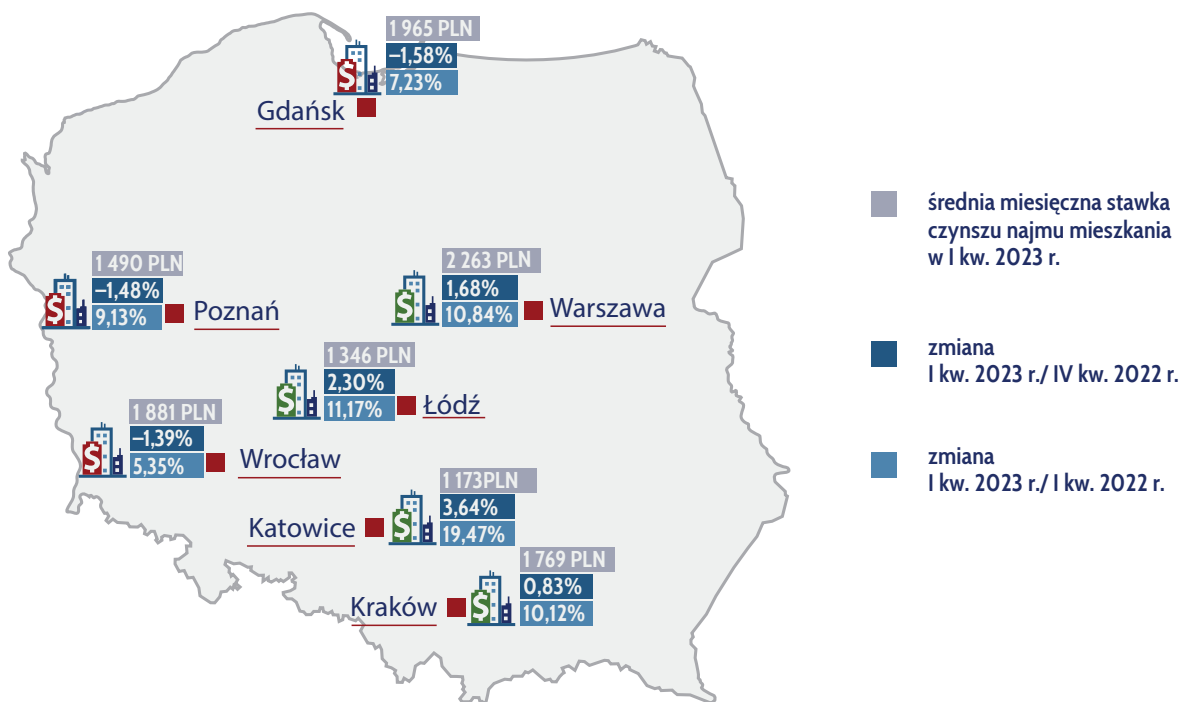 1 965 PLN
–1,58%
7,23%
$
Gdańsk
1 490 PLN
–1,48%
9,13%
$
Poznań
2 263 PLN
1,68%
10,84%
$
Warszawa
1 346 PLN
2,30%
11,17%
$
Łódź
1 881 PLN
–1,39%
5,35%
$
Wrocław
1 173PLN
3,64%
19,47%
$
Katowice
1 769 PLN
0,83%
10,12%
$
Kraków
średnia miesięczna stawka
czynszu najmu mieszkania
w I kw. 2023 r.
zmiana
I kw. 2023 r./ IV kw. 2022 r.
zmiana
I kw. 2023 r./ I kw. 2022 r.